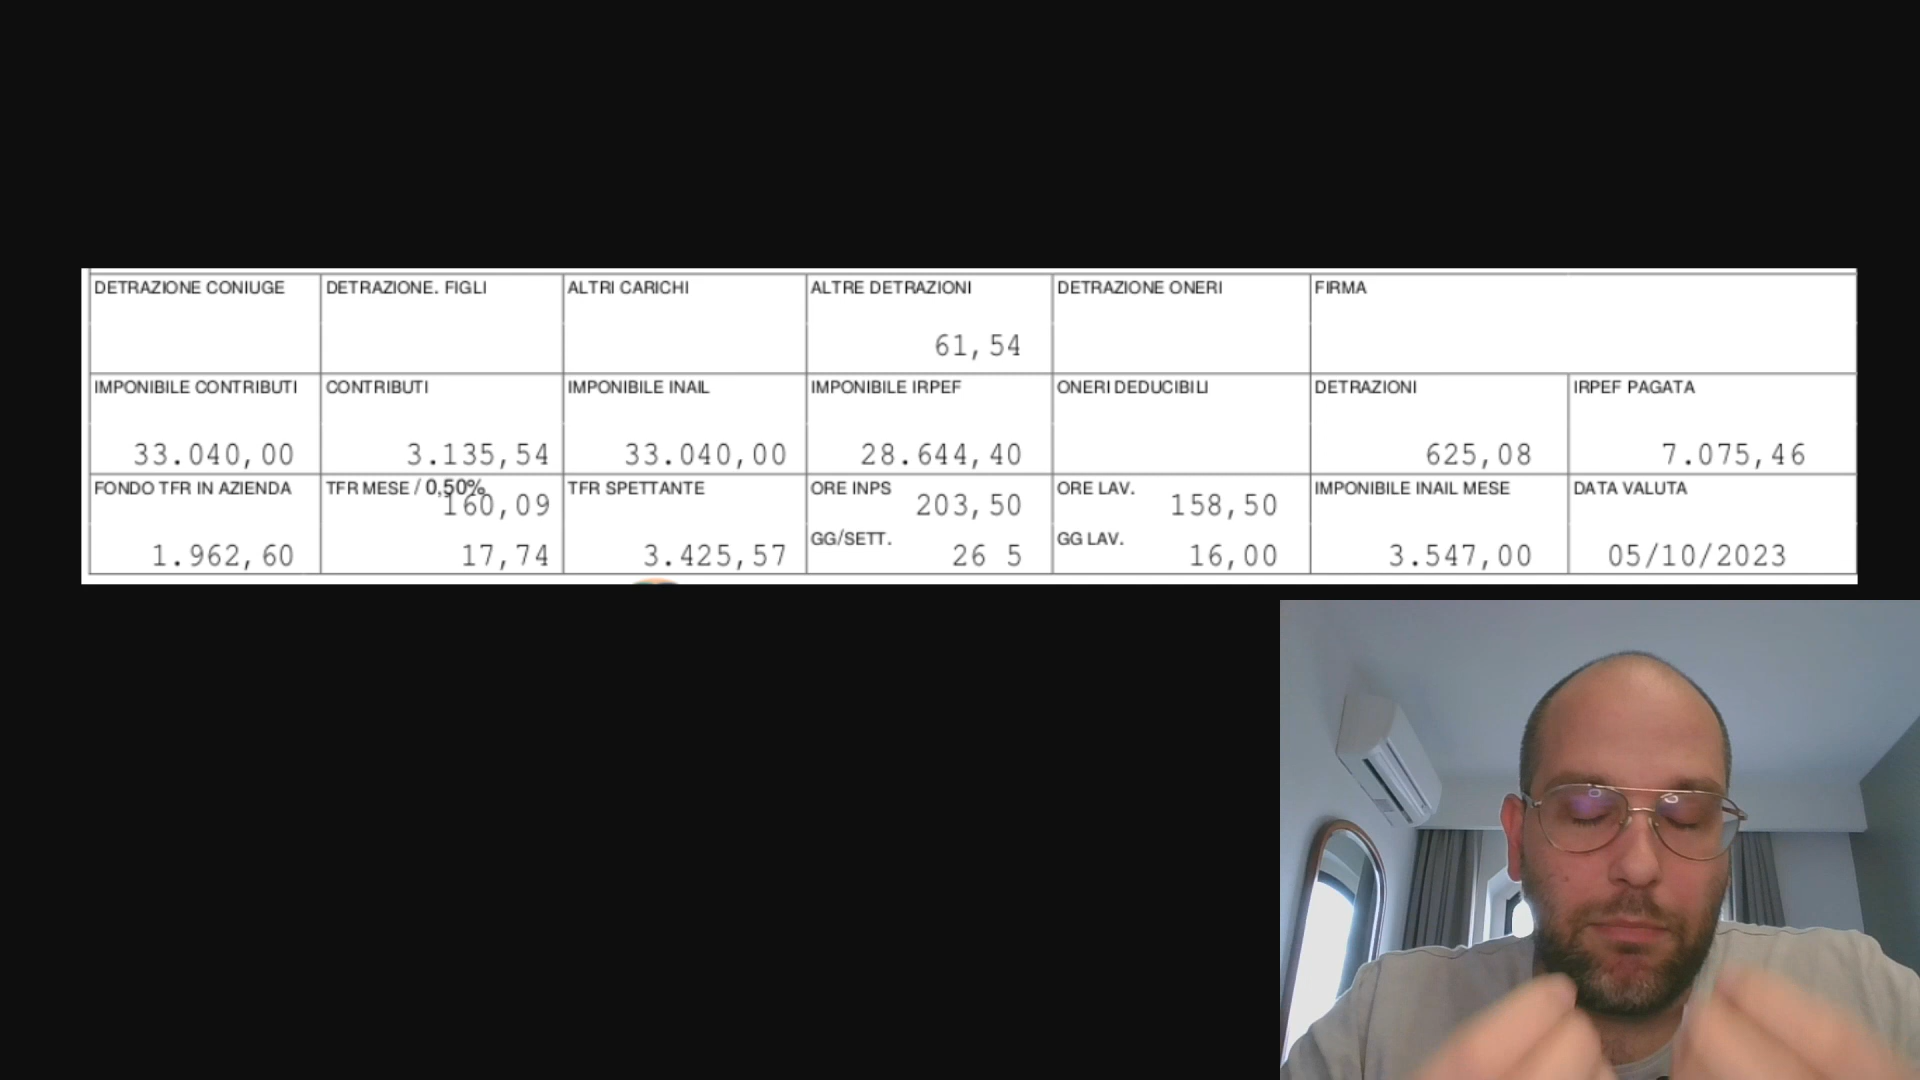 DETRAZIONE CONIUGE DETRAZIONE. FIGLI ALTRI CARICHI ALTRE DETRAZIONI DETRAZIONE ONERI FIRMA
61,54
IMPONIBILE CONTRIBUTI CONTRIBUTI IMPONIBILE INAIL IMPONIBILE IRPEF ONERI DEDUCIBILI DETRAZIONI IRPEF PAGATA
33.040,00 3.135,54 33.040,00 28.644,40 625,08 7.075,46
FONDO TFR IN AZIENDA TFR MESE / 0,50% TFR SPETTANTE ORE INPS ORE LAV. IMPONIBILE INAIL MESE DATA VALUTA
160,09 203,50 158,50
GG/SETT. GG LAV.
1.962,60 17,74 3.425,57 26 5 16,00 3.547,00 05/10/2023